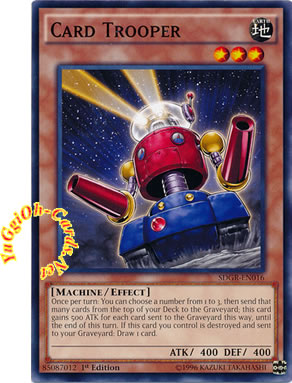 CARD TROOPER
EARTH
地
YuGgiOh-Cards.Net
SDGR-EN016
[MACHINE / EFFECT]
Once per turn: You can choose a number from 1 to 3, then send that
many cards from the top of your Deck to the Graveyard; this card
gains 500 ATK for each card sent to the Graveyard this way, until
the end of this turn. If this card you control is destroyed and sent
to your Graveyard: Draw 1 card.
ATK/ 400 DEF/ 400
85087012 1st Edition ©1996 KAZUKI TAKAHASHI